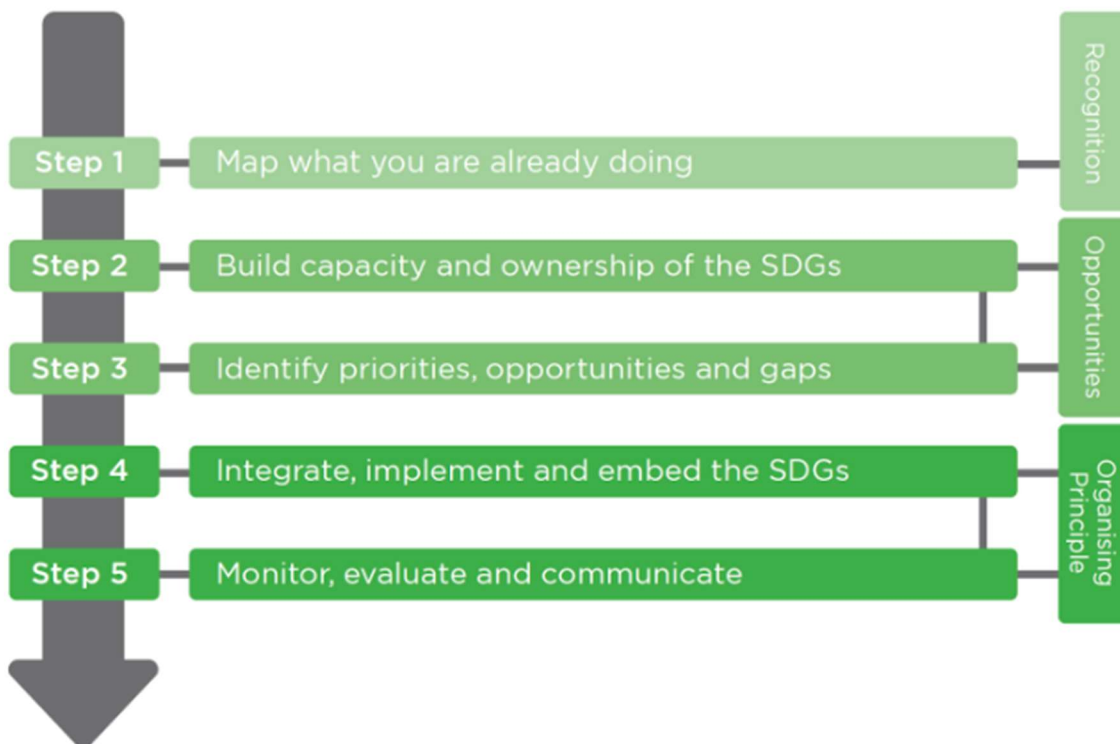 Recognition
Step 1
Map what you are already doing
Step 2
Build capacity and ownership of the SDGs
Opportunities
Step 3
Identify priorities, opportunities and gaps
Step 4
Integrate, implement and embed the SDGs
Organising
Principle
Step 5
Monitor, evaluate and communicate